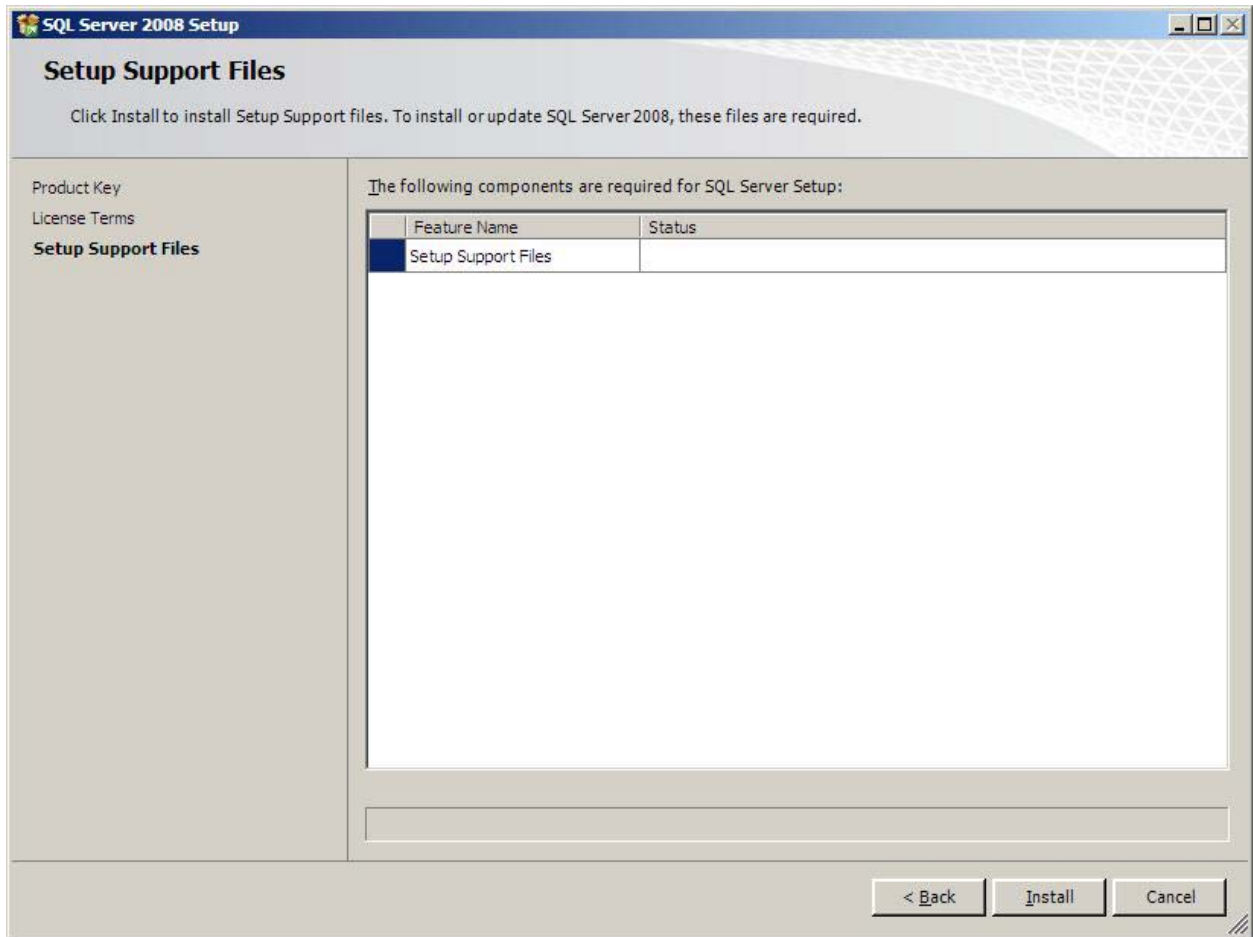 SQL Server 2008 Setup
Setup Support Files
Click Install to install Setup Support files. To install or update SQL Server 2008, these files are required.
Product Key
License Terms
Setup Support Files
The following components are required for SQL Server Setup:
Feature Name Status
Setup Support Files
< Back Install Cancel